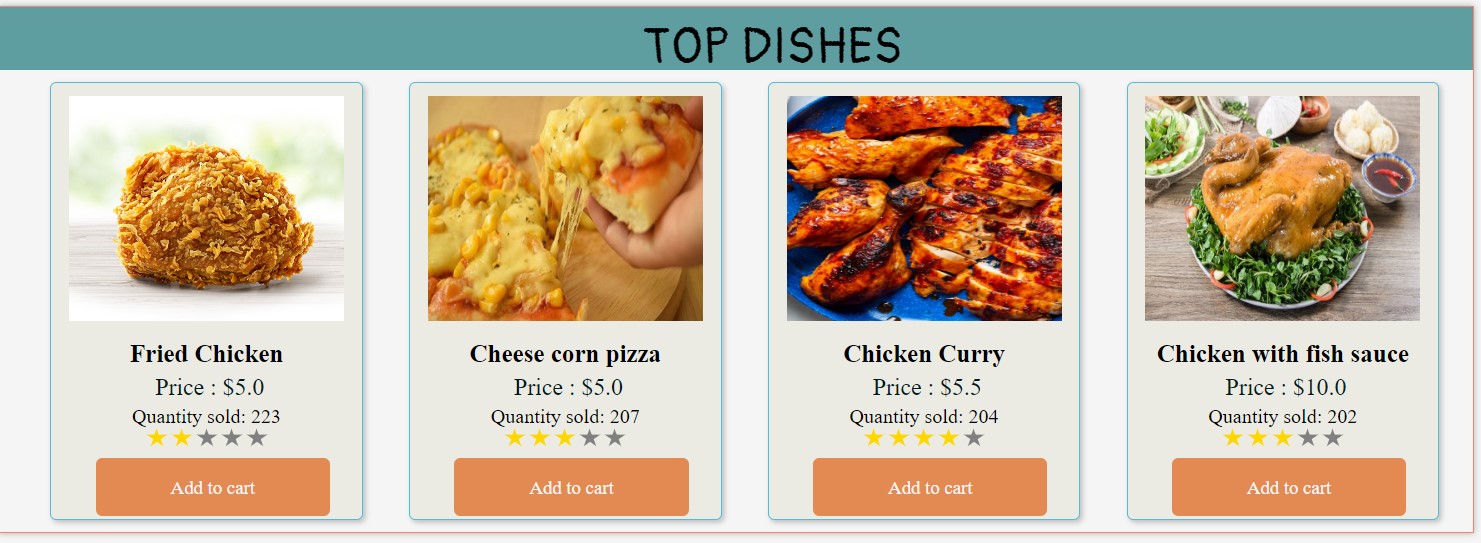 TOP DISHES
Fried Chicken
Price : $5.0
Quantity sold: 223
Add to cart
Cheese corn pizza
Price : $5.0
Quantity sold: 207
Add to cart
Chicken Curry
Price : $5.5
Quantity sold: 204
Add to cart
Chicken with fish sauce
Price : $10.0
Quantity sold: 202
Add to cart